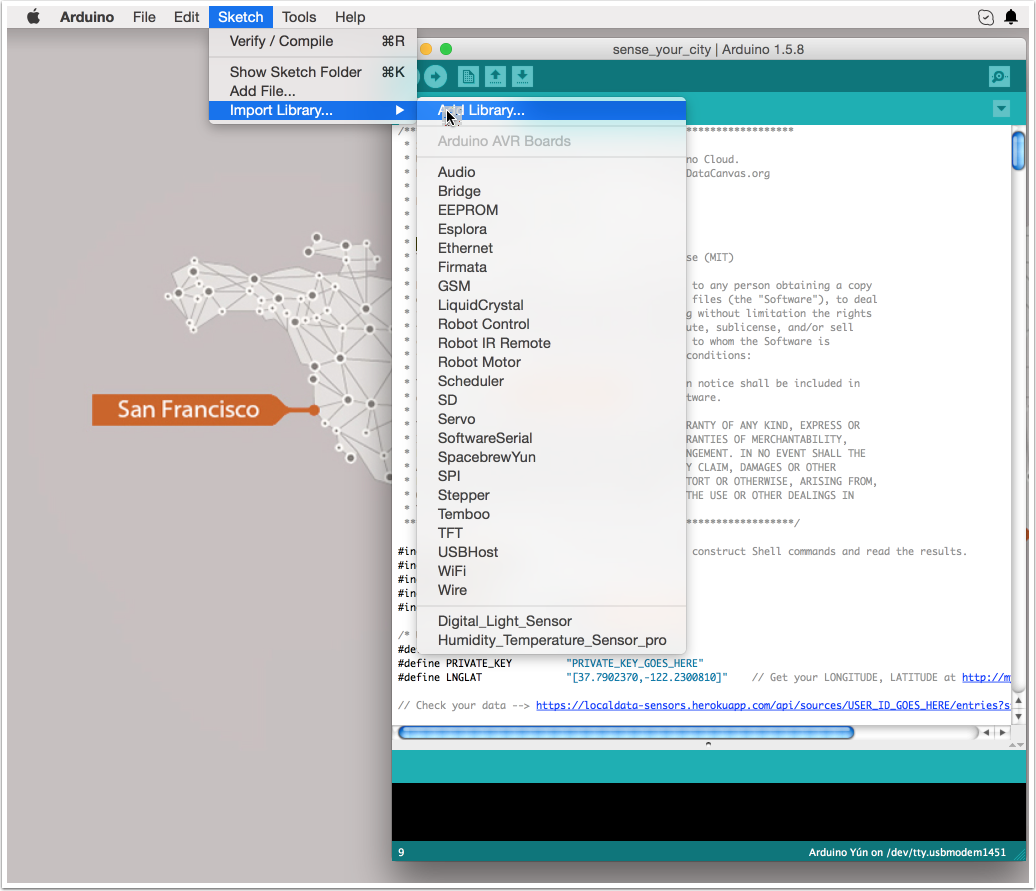 Arduino File Edit Sketch Tools Help
Verify / Compile ⌘R
Show Sketch Folder ⌘K
Add File...
Import Library...
sense_your_city | Arduino 1.5.8
Add Library...
Arduino AVR Boards
Audio
Bridge
EEPROM
Esplora
Ethernet
Firmata
GSM
LiquidCrystal
Robot Control
Robot IR Remote
Robot Motor
Scheduler
SD
Servo
SoftwareSerial
SpacebrewYun
SPI
Stepper
Temboo
TFT
USBHost
WiFi
Wire
Digital_Light_Sensor
Humidity_Temperature_Sensor_pro
San Francisco
/**
*******************
* no Cloud.
* DataCanvas.org
*
*
*
*
* se (MIT)
*
* to any person obtaining a copy
* files (the "Software"), to deal
* without limitation the rights
* ute, sublicense, and/or sell
* to whom the Software is
* conditions:
*
* n notice shall be included in
* tware.
*
* RANTY OF ANY KIND, EXPRESS OR
* RANTIES OF MERCHANTABILITY,
* NGEMENT. IN NO EVENT SHALL THE
* Y CLAIM, DAMAGES OR OTHER
* TORT OR OTHERWISE, ARISING FROM,
* THE USE OR OTHER DEALINGS IN
*
** *******************/
#in construct Shell commands and read the results.
#in
#in
#in
#in
/*
#de
#define PRIVATE_KEY "PRIVATE_KEY_GOES_HERE"
#define LNGLAT "[37.7902370,-122.2300810]" // Get your LONGITUDE, LATITUDE at http://m
// Check your data --> https://localdata-sensors.herokuapp.com/api/sources/USER_ID_GOES_HERE/entries?s
9 Arduino Yún on /dev/tty.usbmodem1451